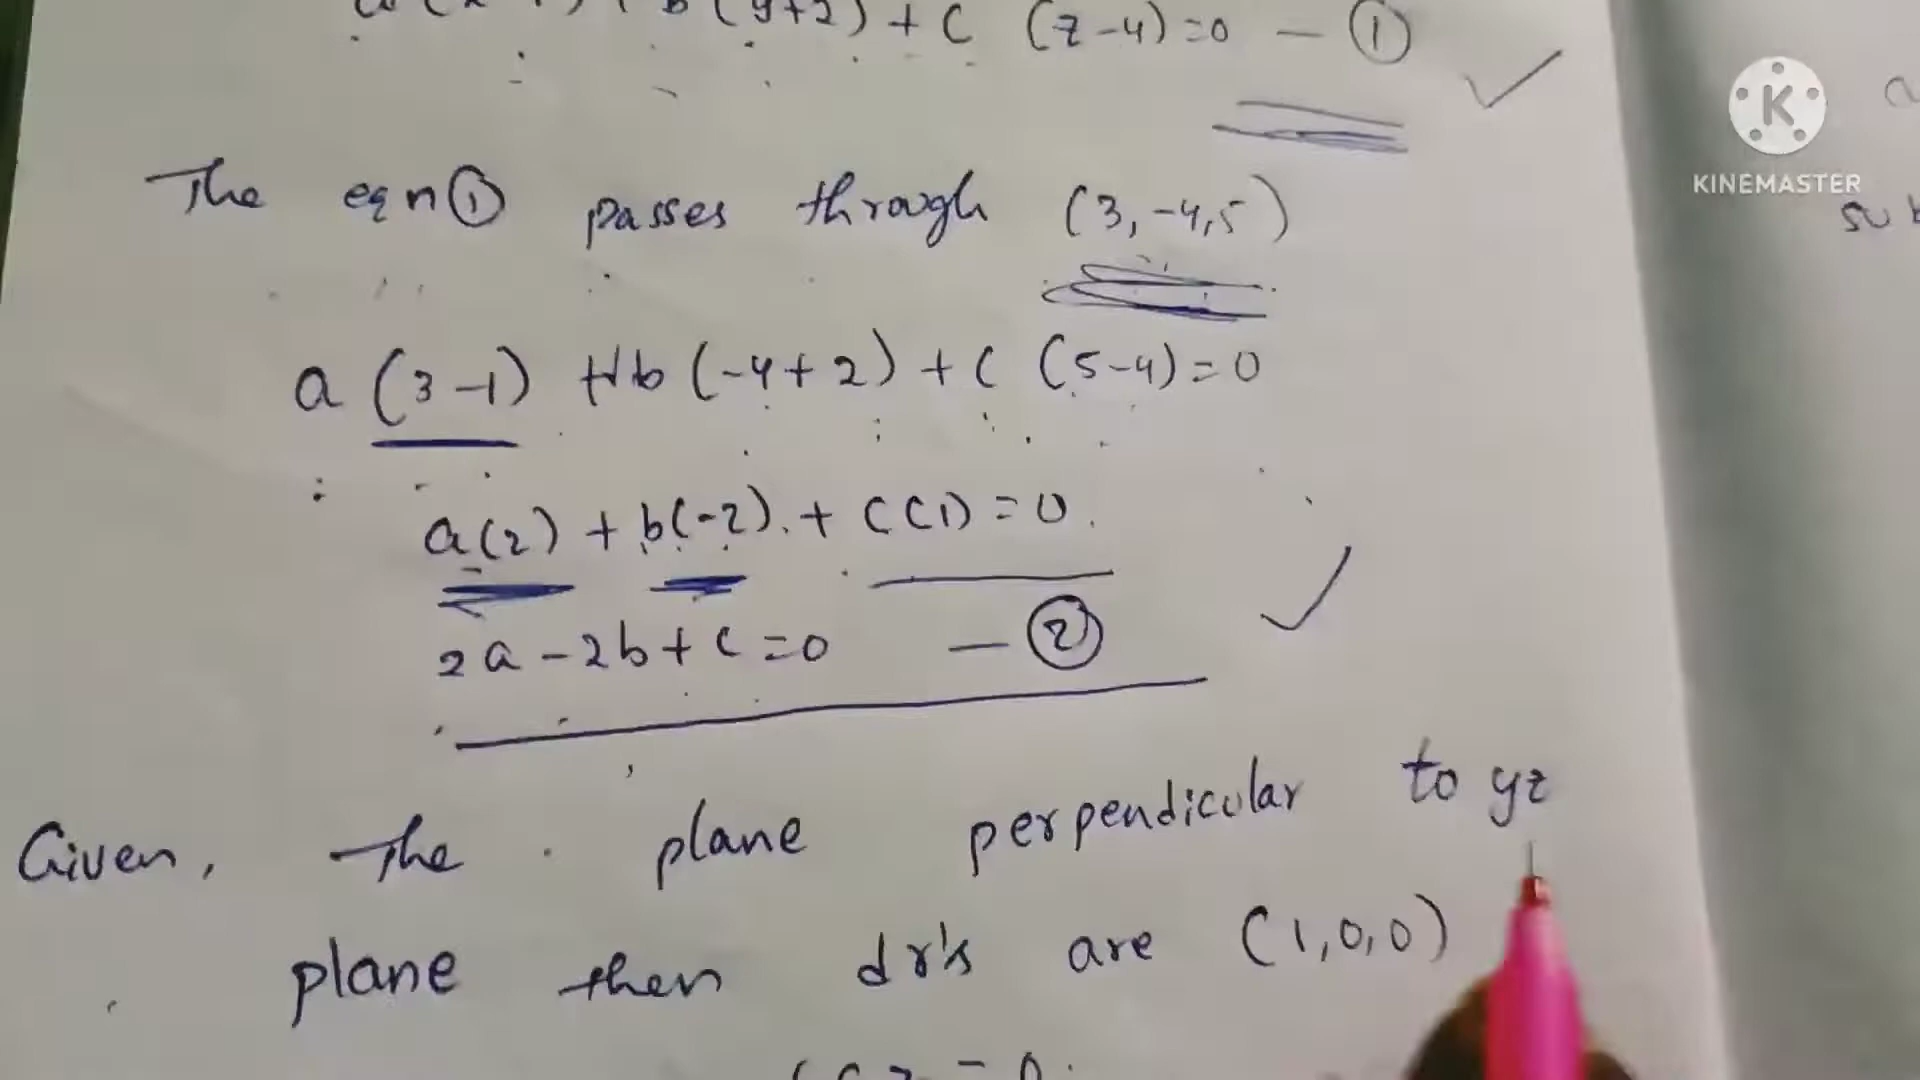 a (x-1) + b (y+2) + c (z-4) = 0 — ①
K
KINEMASTER
The eqn ① passes through (3, -4, 5)
a (3-1) + b (-4+2) + c (5-4) = 0
a(2) + b(-2) + c(1) = 0
2a - 2b + c = 0 — ②
Given, the plane perpendicular to yz
plane then dr's are (1, 0, 0)